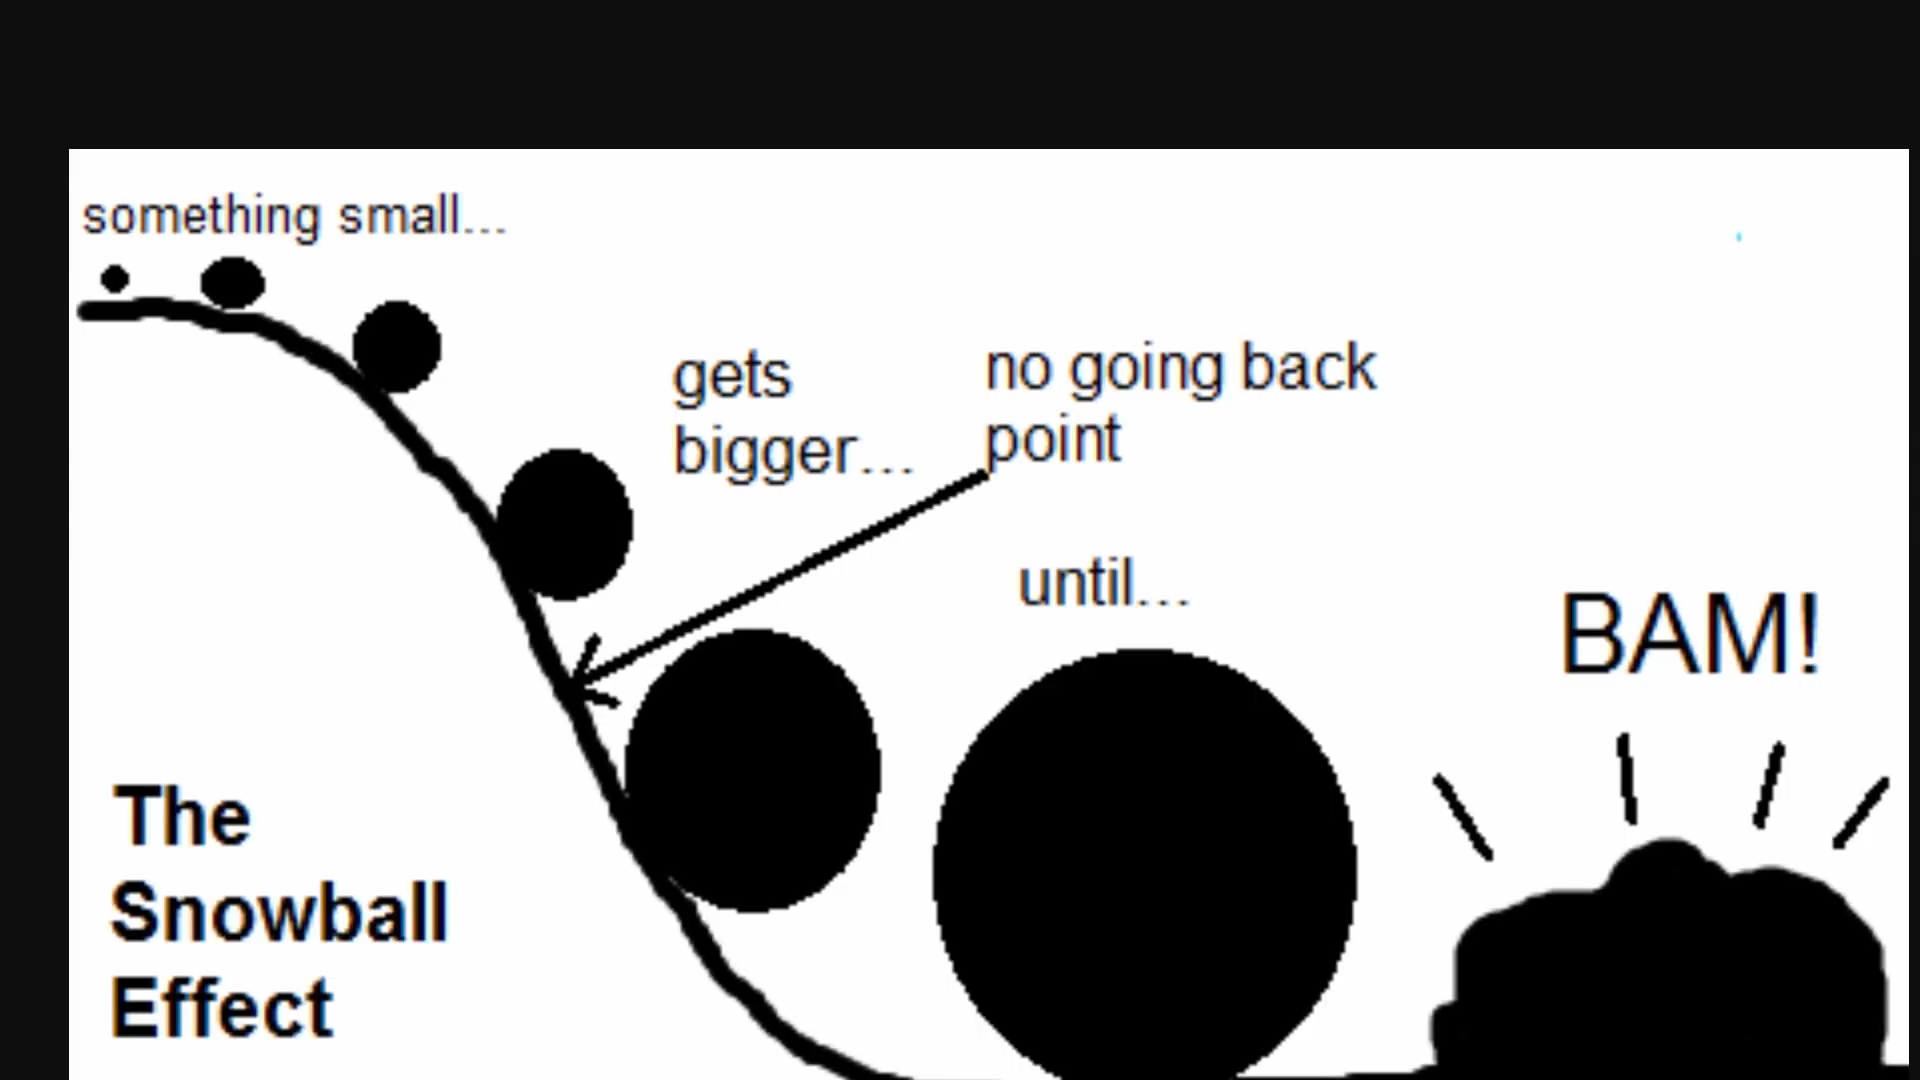 something small...
gets
bigger...
no going back
point
until...
BAM!
The
Snowball
Effect